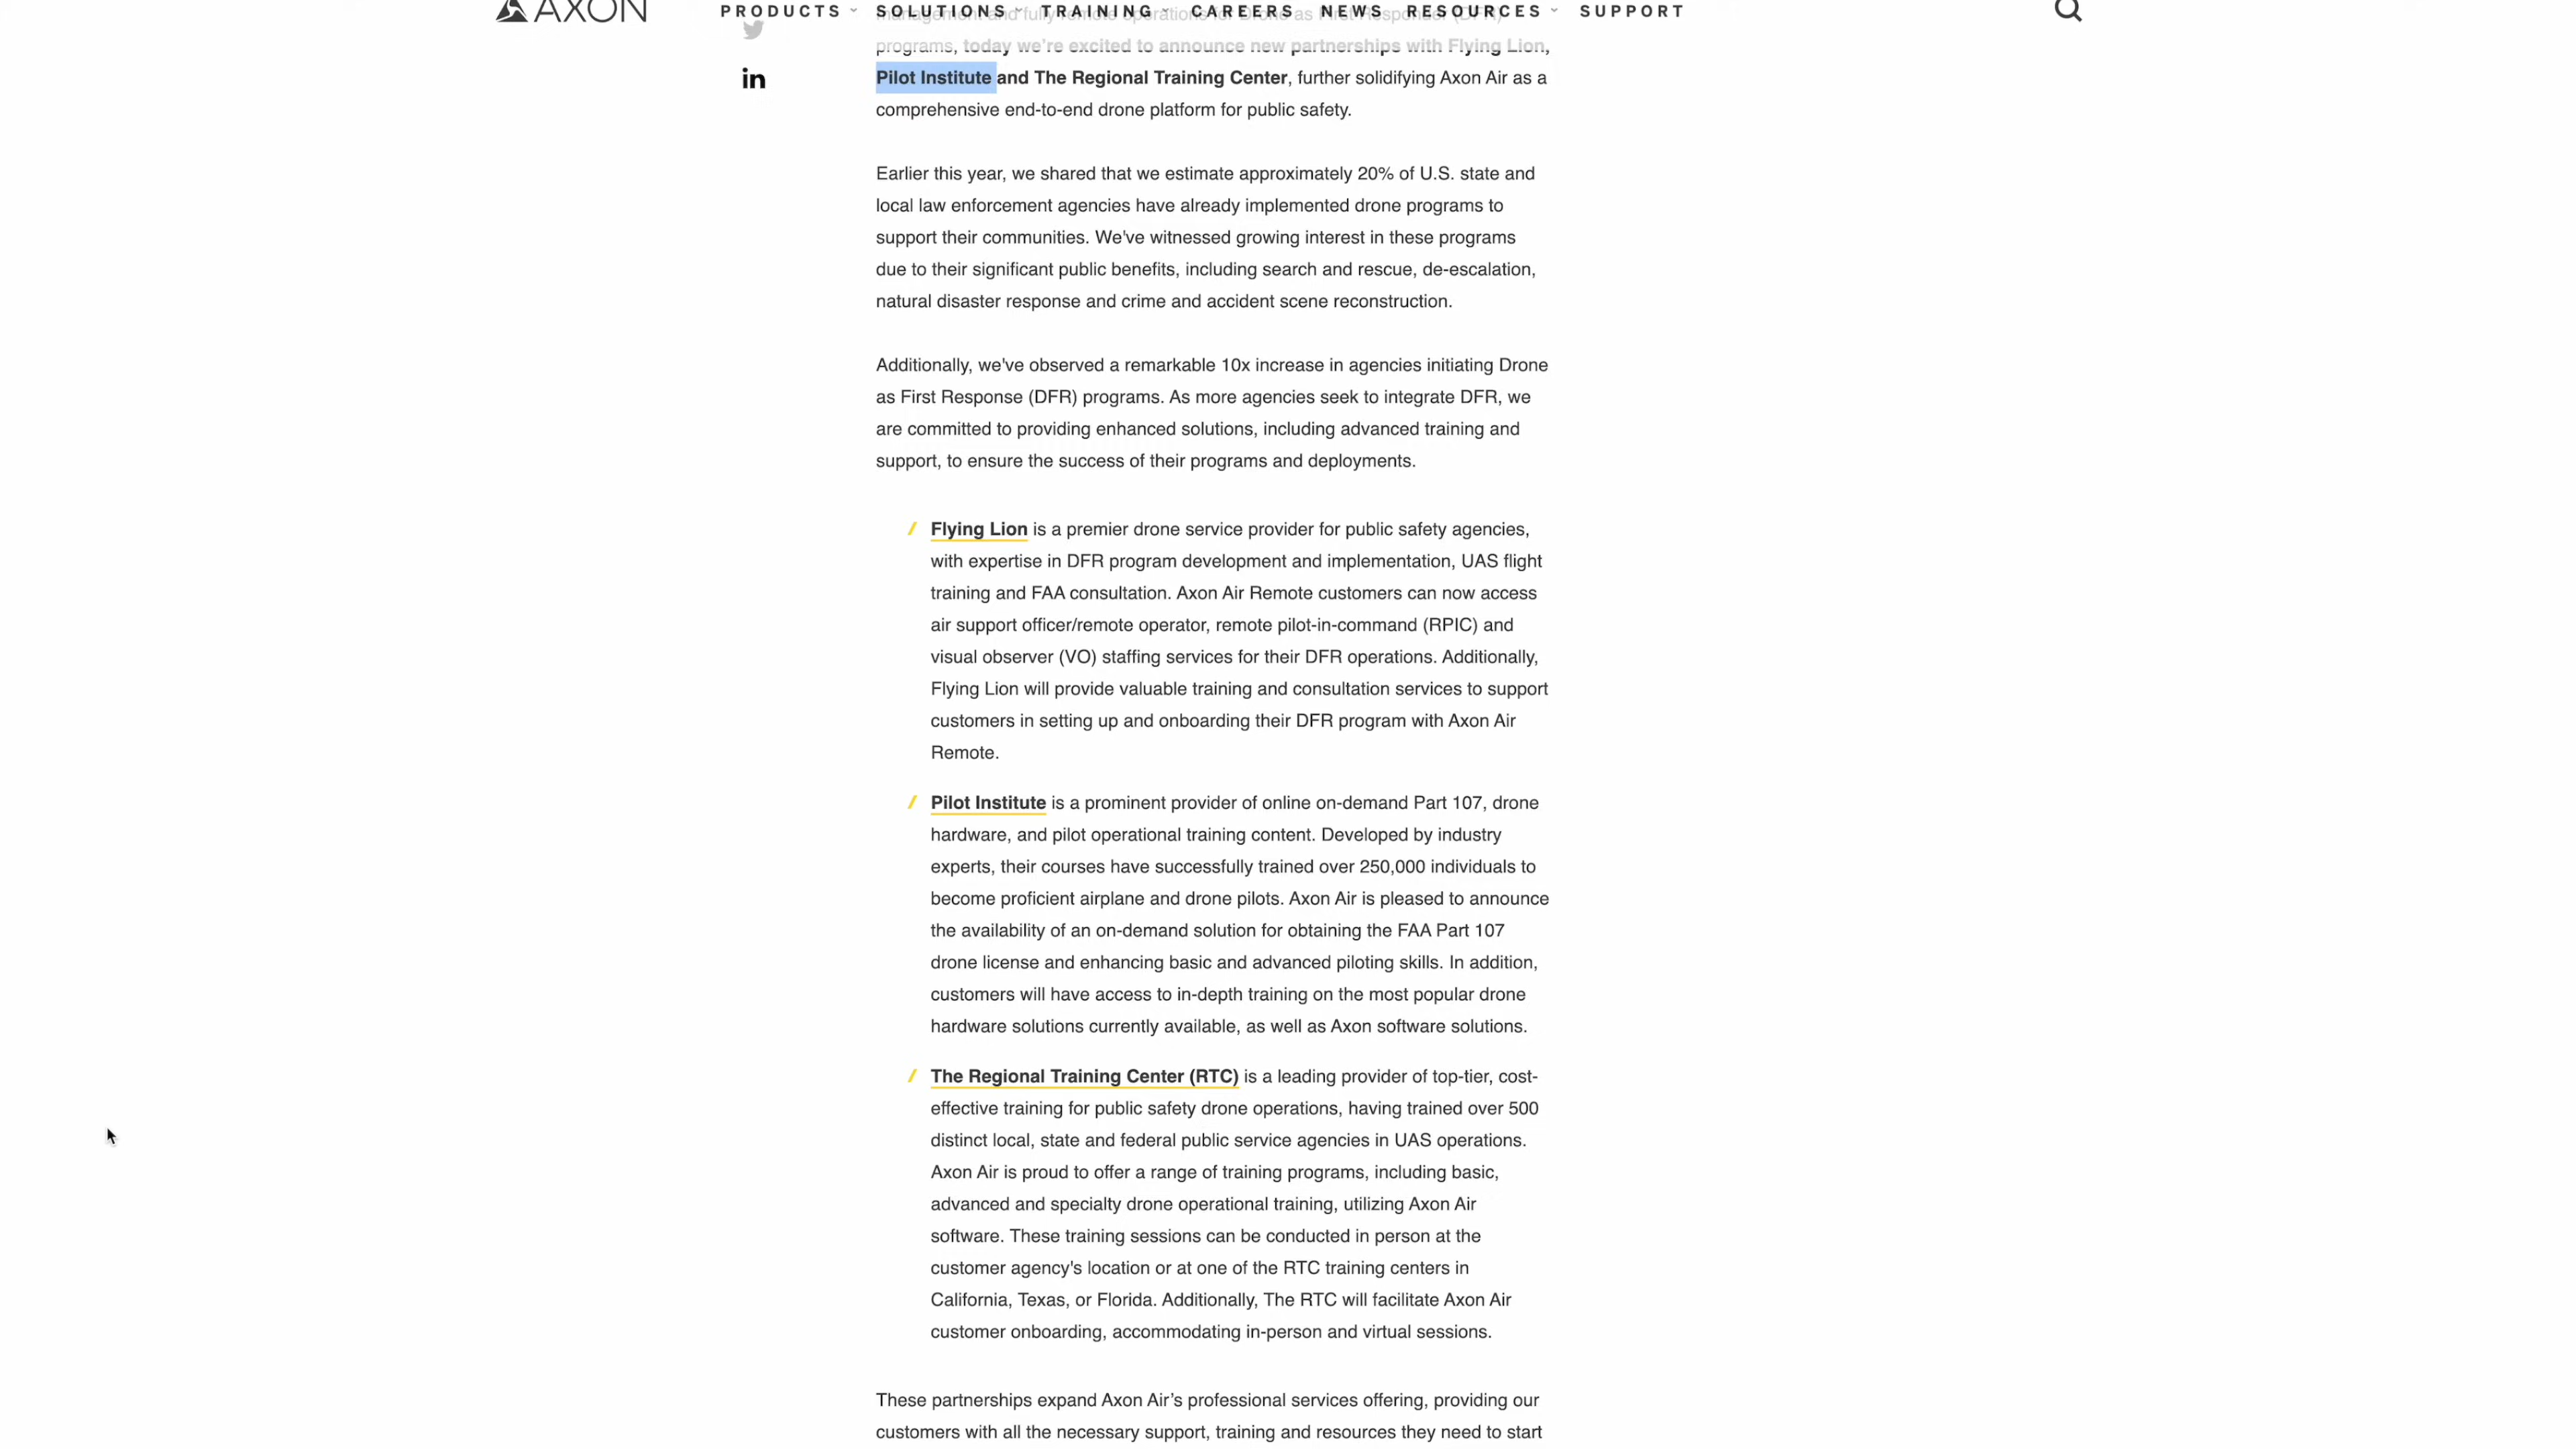 AXON
PRODUCTS SOLUTIONS TRAINING CAREERS NEWS RESOURCES SUPPORT
management and fully remote operations for Drone as First Responder (DFR)
programs, today we're excited to announce new partnerships with Flying Lion,
in
Pilot Institute and The Regional Training Center, further solidifying Axon Air as a
comprehensive end-to-end drone platform for public safety.
Earlier this year, we shared that we estimate approximately 20% of U.S. state and
local law enforcement agencies have already implemented drone programs to
support their communities. We've witnessed growing interest in these programs
due to their significant public benefits, including search and rescue, de-escalation,
natural disaster response and crime and accident scene reconstruction.
Additionally, we've observed a remarkable 10x increase in agencies initiating Drone
as First Response (DFR) programs. As more agencies seek to integrate DFR, we
are committed to providing enhanced solutions, including advanced training and
support, to ensure the success of their programs and deployments.
/ Flying Lion is a premier drone service provider for public safety agencies,
with expertise in DFR program development and implementation, UAS flight
training and FAA consultation. Axon Air Remote customers can now access
air support officer/remote operator, remote pilot-in-command (RPIC) and
visual observer (VO) staffing services for their DFR operations. Additionally,
Flying Lion will provide valuable training and consultation services to support
customers in setting up and onboarding their DFR program with Axon Air
Remote.
/ Pilot Institute is a prominent provider of online on-demand Part 107, drone
hardware, and pilot operational training content. Developed by industry
experts, their courses have successfully trained over 250,000 individuals to
become proficient airplane and drone pilots. Axon Air is pleased to announce
the availability of an on-demand solution for obtaining the FAA Part 107
drone license and enhancing basic and advanced piloting skills. In addition,
customers will have access to in-depth training on the most popular drone
hardware solutions currently available, as well as Axon software solutions.
/ The Regional Training Center (RTC) is a leading provider of top-tier, cost-
effective training for public safety drone operations, having trained over 500
distinct local, state and federal public service agencies in UAS operations.
Axon Air is proud to offer a range of training programs, including basic,
advanced and specialty drone operational training, utilizing Axon Air
software. These training sessions can be conducted in person at the
customer agency's location or at one of the RTC training centers in
California, Texas, or Florida. Additionally, The RTC will facilitate Axon Air
customer onboarding, accommodating in-person and virtual sessions.
These partnerships expand Axon Air’s professional services offering, providing our
customers with all the necessary support, training and resources they need to start